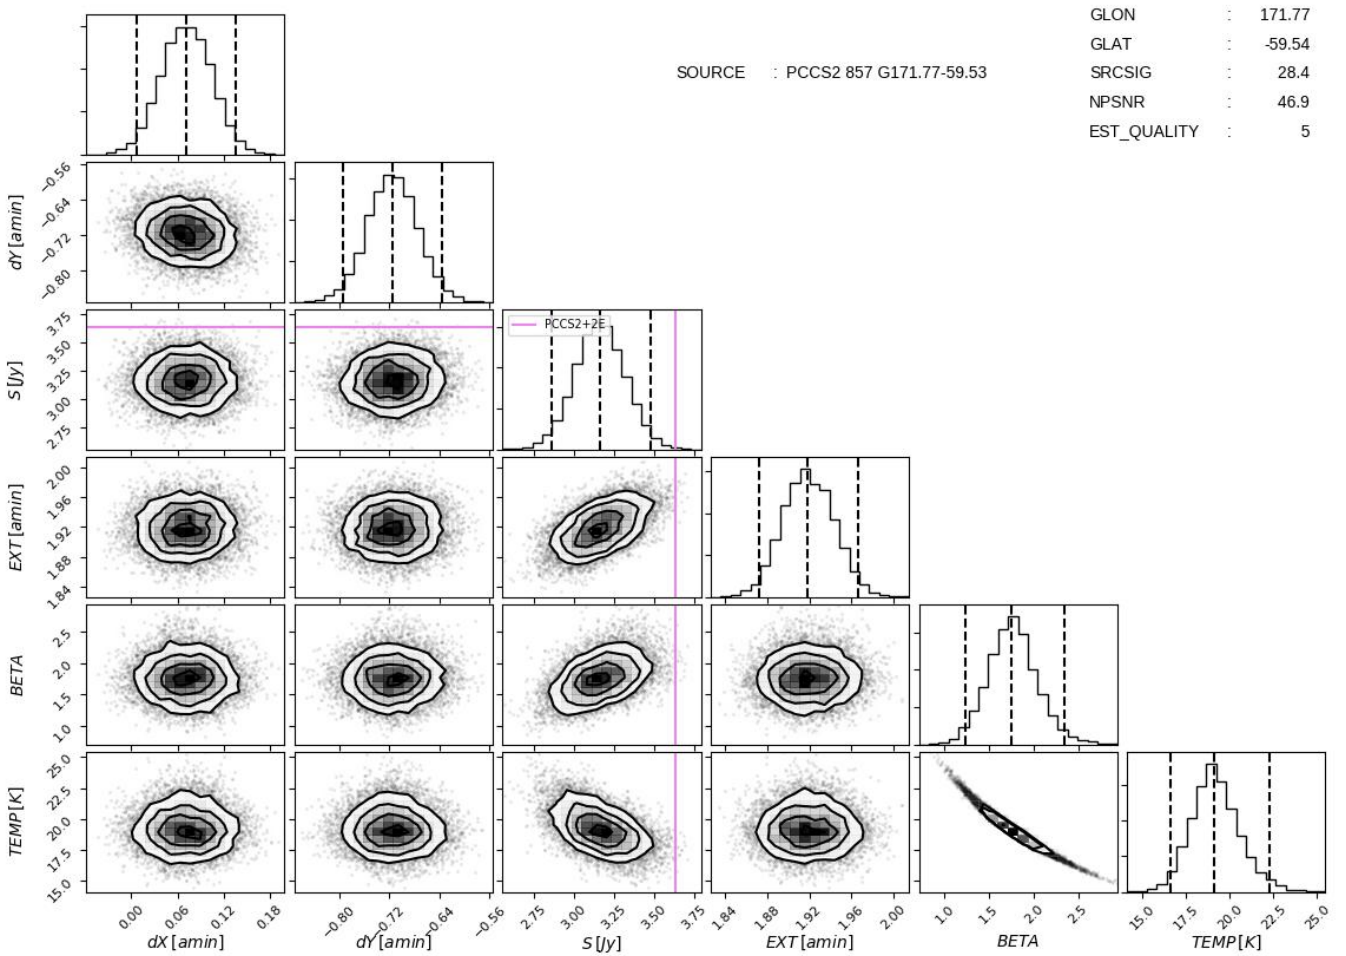 GLON : 171.77
GLAT : -59.54
SOURCE : PCCS2 857 G171.77-59.53
SRCSIG : 28.4
NPSNR : 46.9
EST_QUALITY : 5
dY [amin]
−0.56
−0.64
−0.72
−0.80
S [Jy]
3.75
3.50
3.25
3.00
2.75
PCCS2+2E
EXT [amin]
2.00
1.96
1.92
1.88
1.84
BETA
2.5
2.0
1.5
1.0
TEMP [K]
25.0
22.5
20.0
17.5
15.0
0.00 0.06 0.12 0.18
−0.80 −0.72 −0.64 −0.56
2.75 3.00 3.25 3.50 3.75
1.84 1.88 1.92 1.96 2.00
1.0 1.5 2.0 2.5
15.0 17.5 20.0 22.5 25.0
dX [amin] dY [amin] S [Jy] EXT [amin] BETA TEMP [K]